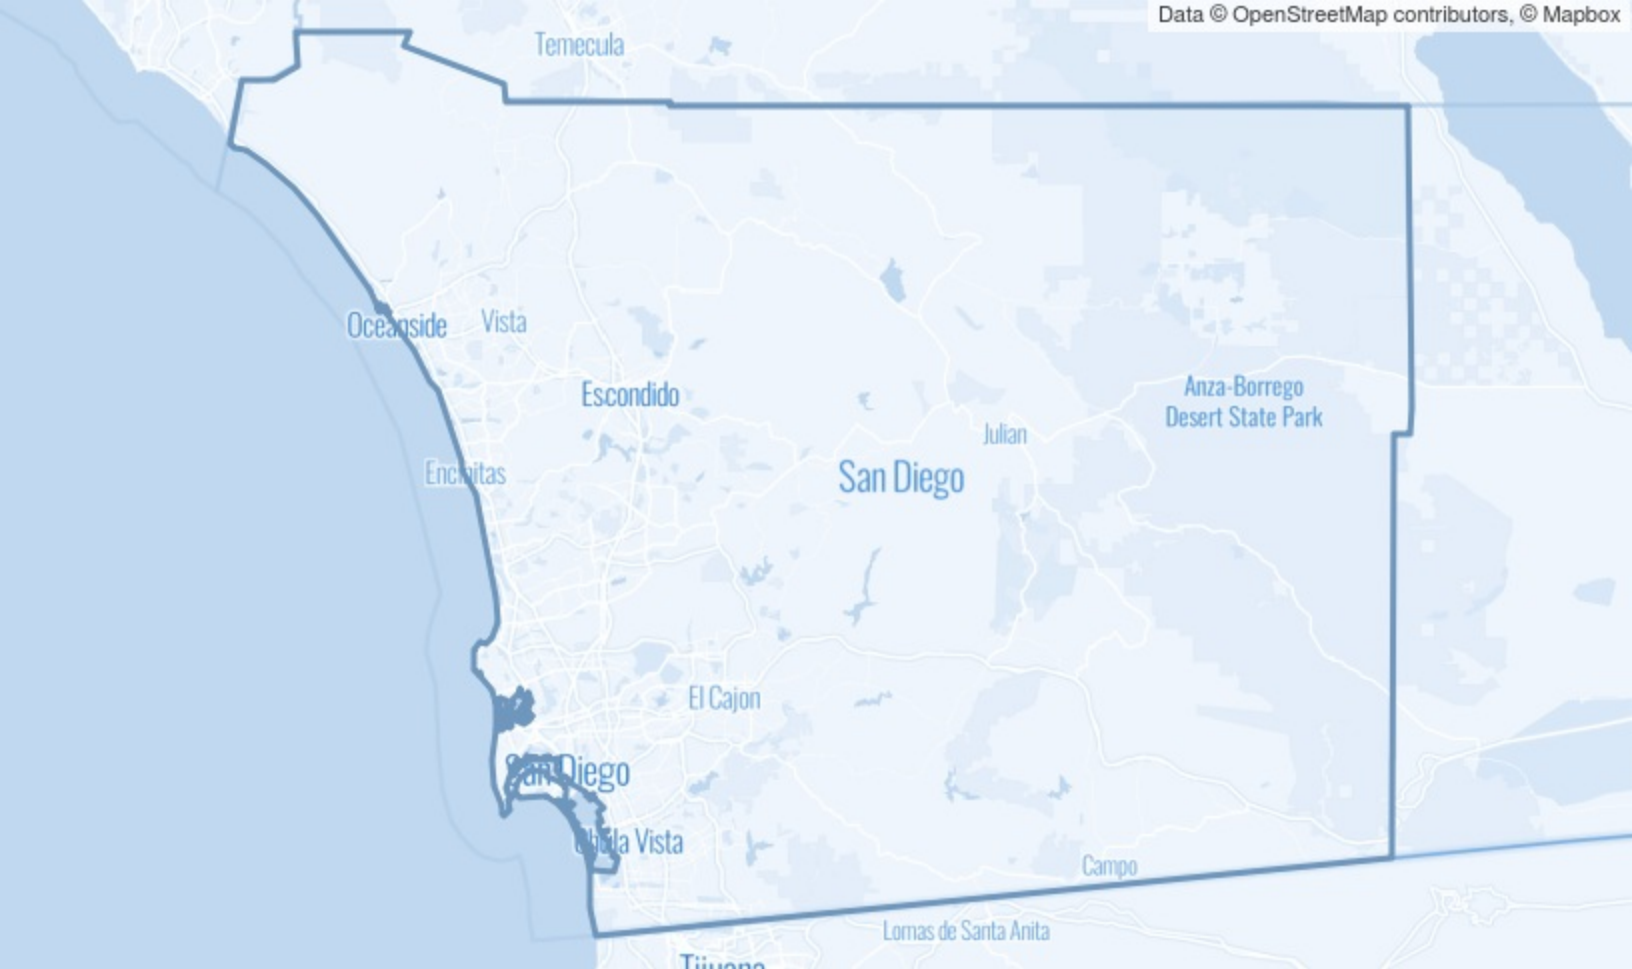 Data © OpenStreetMap contributors, © Mapbox
Temecula
Oceanside
Vista
Escondido
Anza-Borrego
Desert State Park
Julian
Encinitas
San Diego
El Cajon
San Diego
Chula Vista
Campo
Lomas de Santa Anita
Tijuana